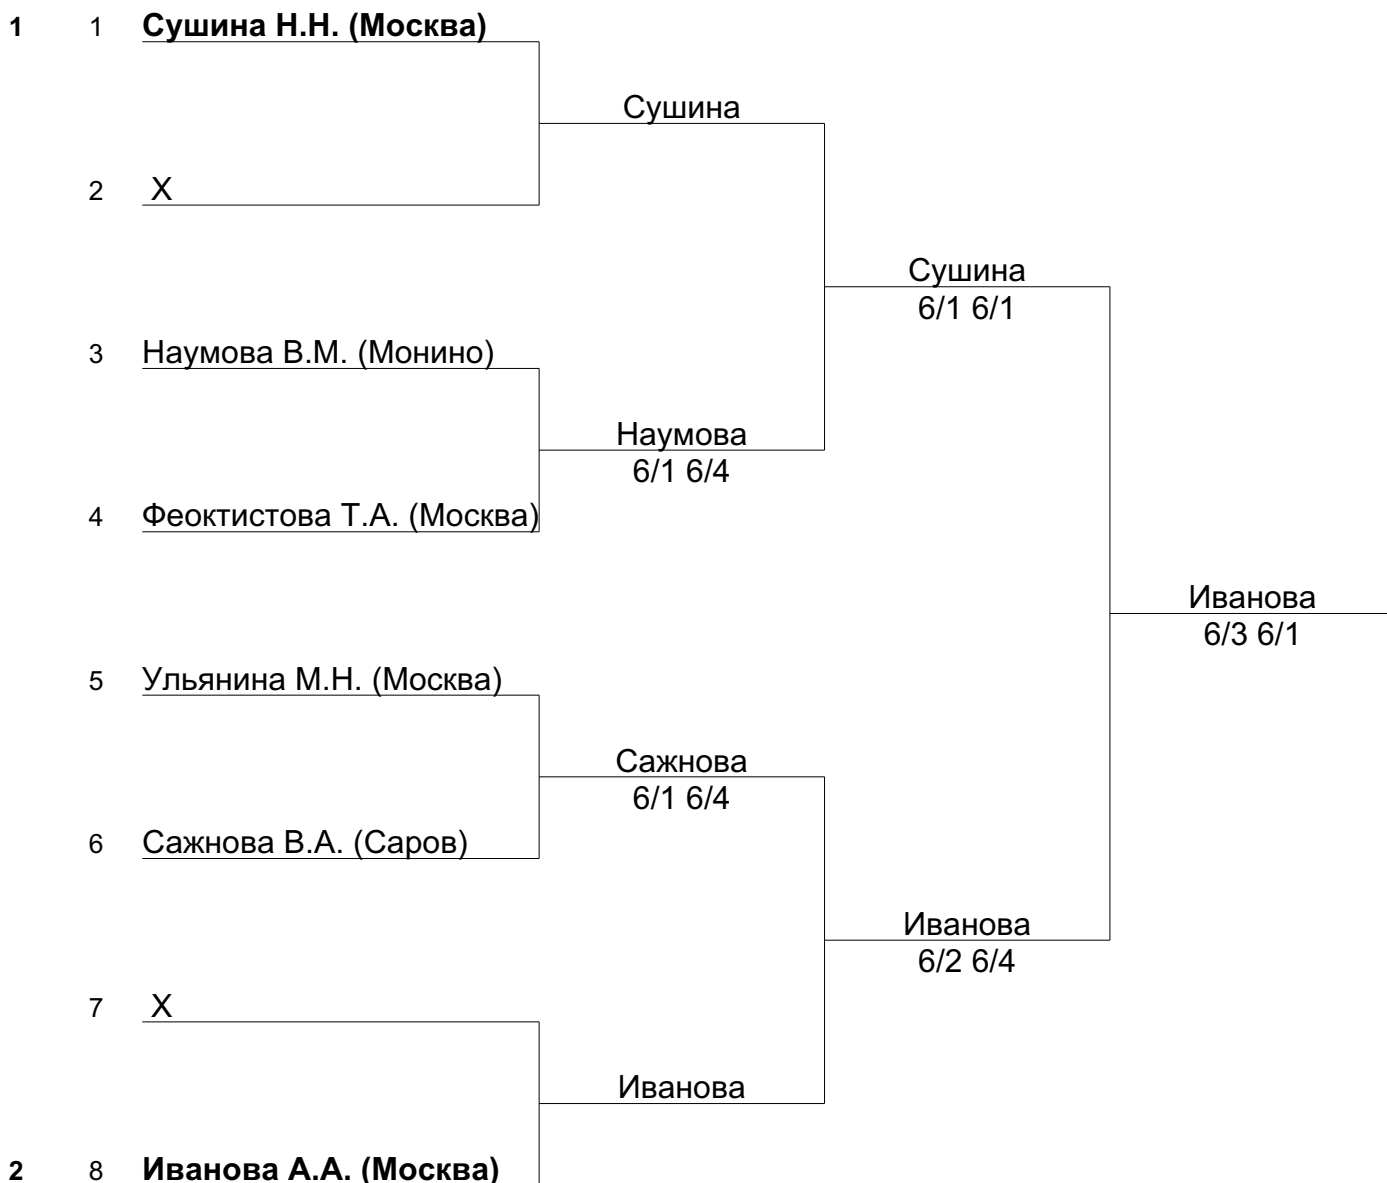 1 1 Сушина Н.Н. (Москва)
Сушина
2 X
Сушина
6/1 6/1
3 Наумова В.М. (Монино)
Наумова
6/1 6/4
4 Феоктистова Т.А. (Москва)
Иванова
6/3 6/1
5 Ульянина М.Н. (Москва)
Сажнова
6/1 6/4
6 Сажнова В.А. (Саров)
Иванова
6/2 6/4
7 X
Иванова
2 8 Иванова А.А. (Москва)